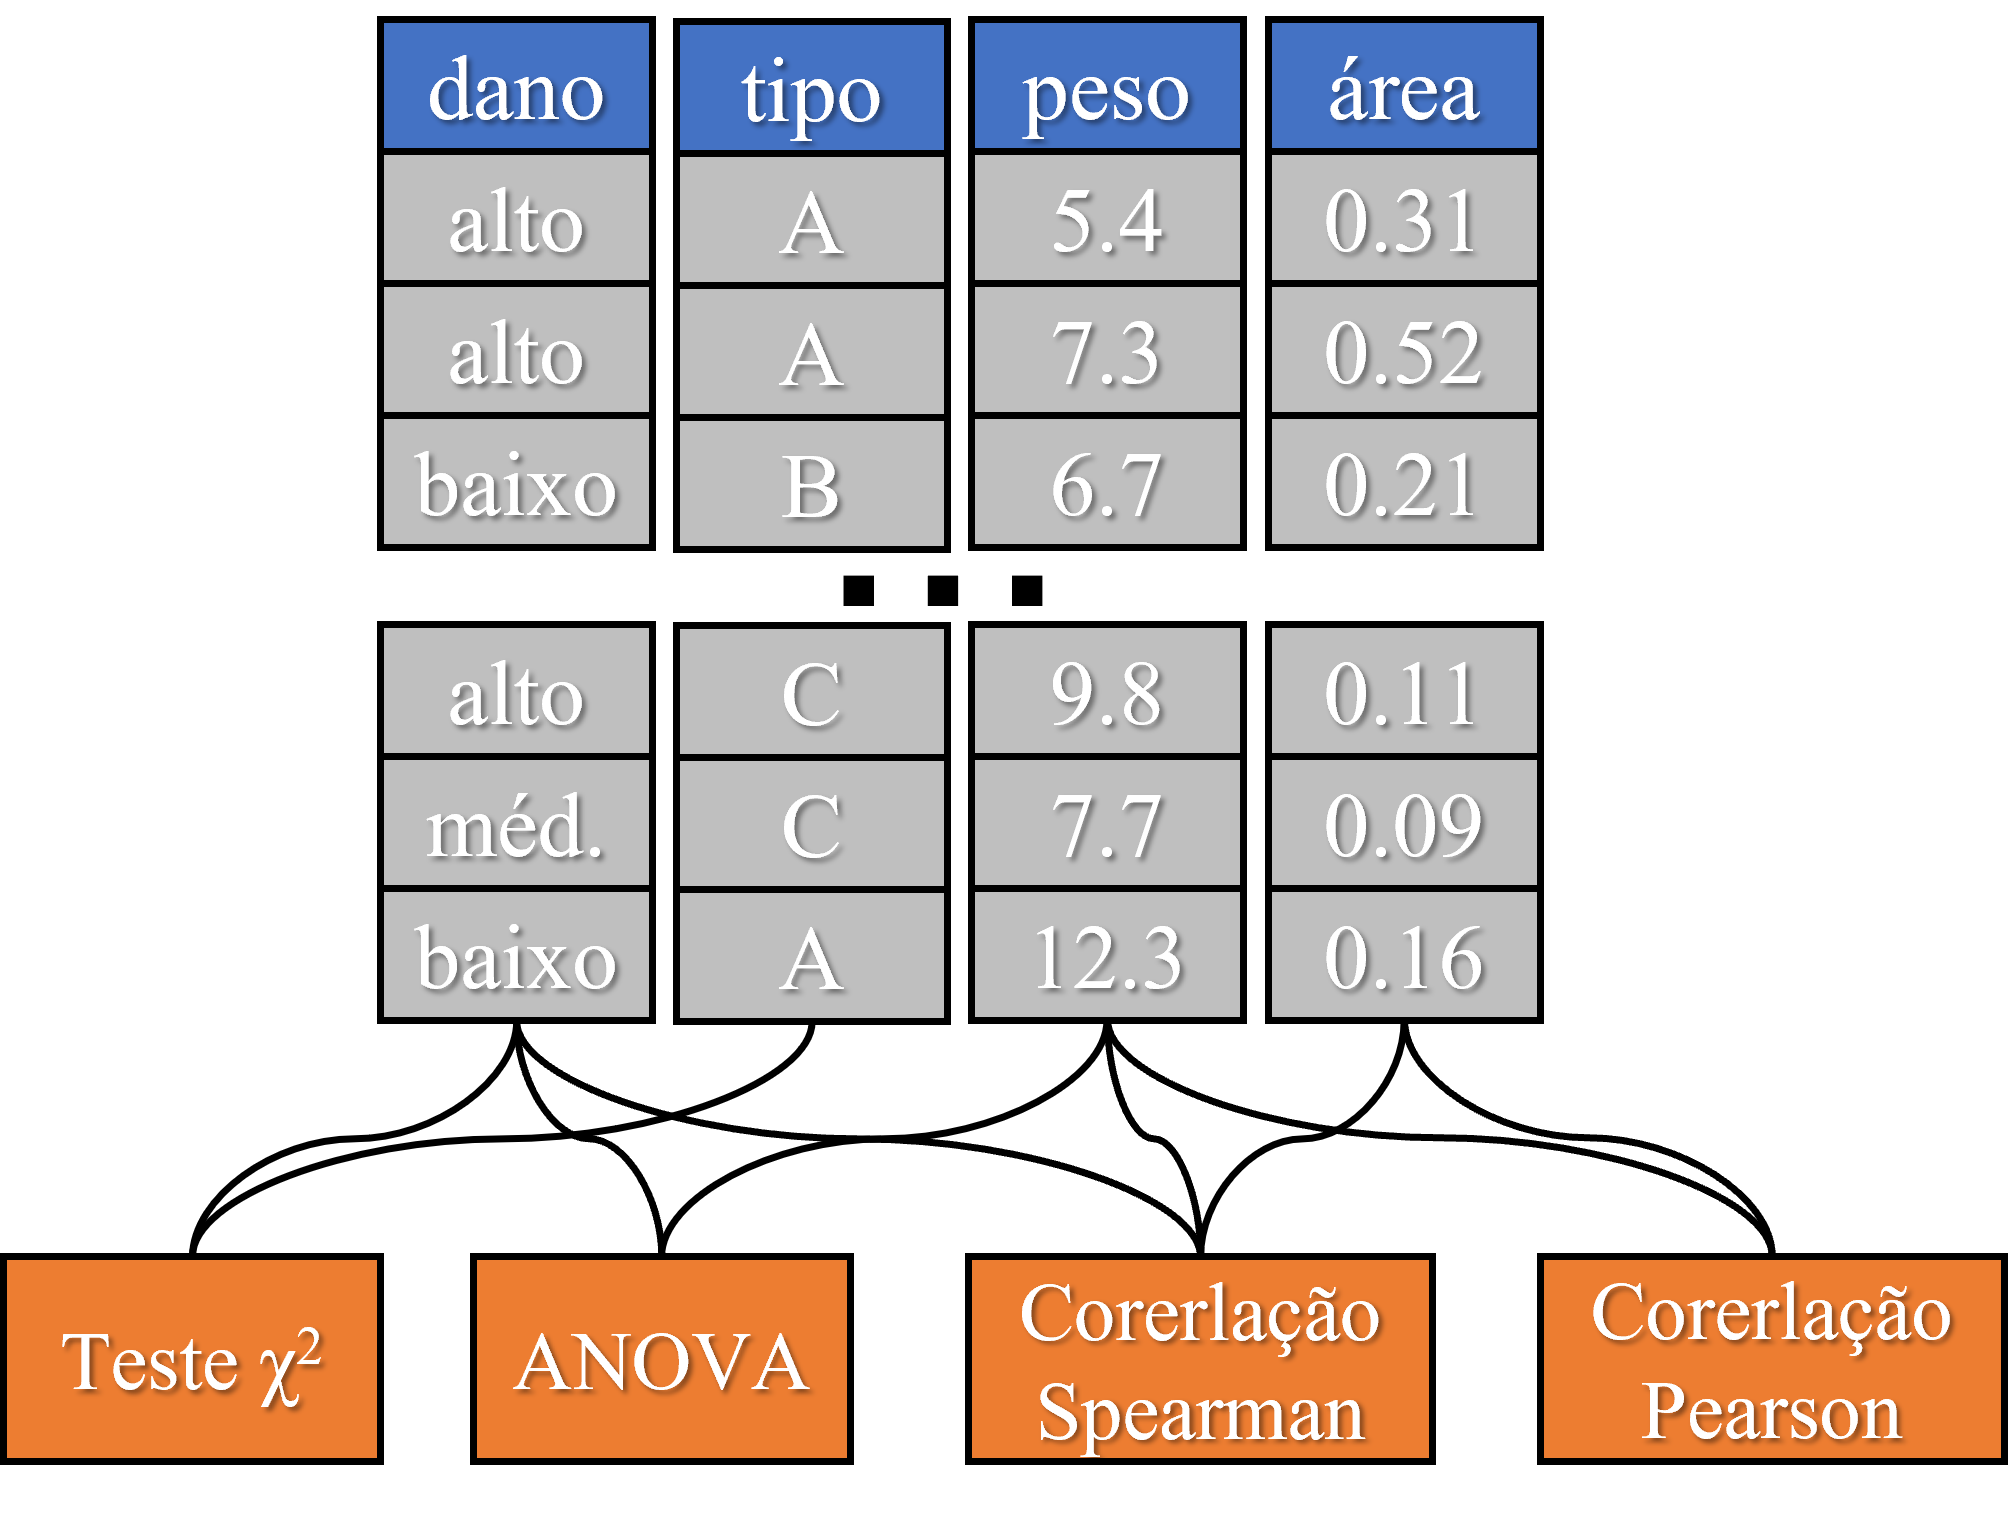 dano tipo peso área
alto A 5.4 0.31
alto A 7.3 0.52
baixo B 6.7 0.21
...
alto C 9.8 0.11
méd. C 7.7 0.09
baixo A 12.3 0.16
Teste χ²
ANOVA
Corerlação
Spearman
Corerlação
Pearson